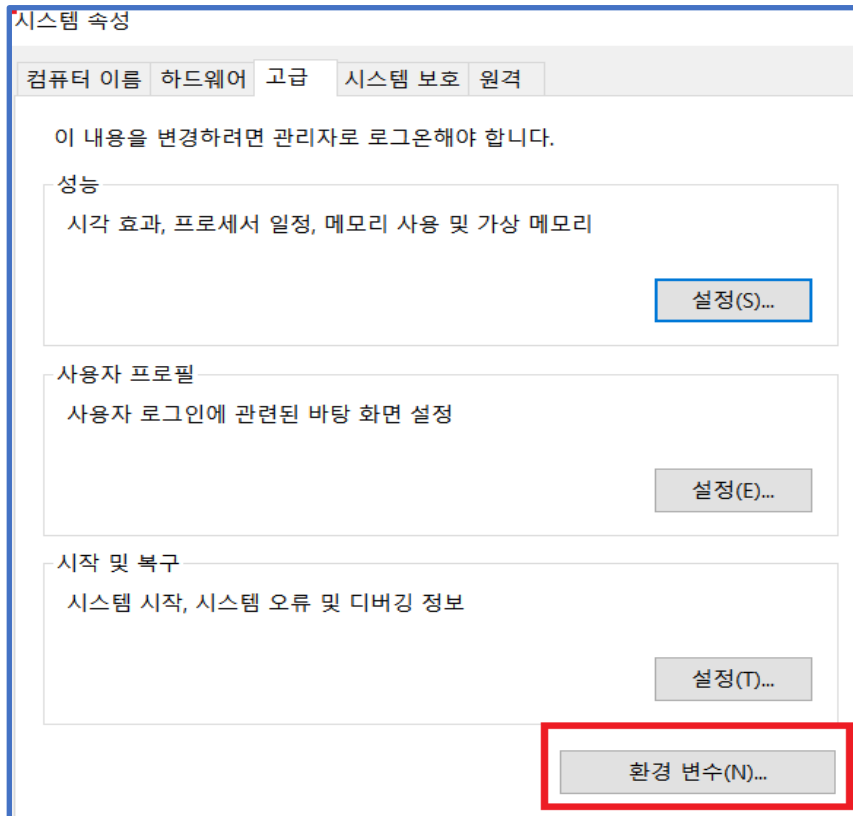 시스템 속성
컴퓨터 이름 하드웨어 고급 시스템 보호 원격
이 내용을 변경하려면 관리자로 로그온해야 합니다.
성능
시각 효과, 프로세서 일정, 메모리 사용 및 가상 메모리
설정(S)...
사용자 프로필
사용자 로그인에 관련된 바탕 화면 설정
설정(E)...
시작 및 복구
시스템 시작, 시스템 오류 및 디버깅 정보
설정(T)...
환경 변수(N)...